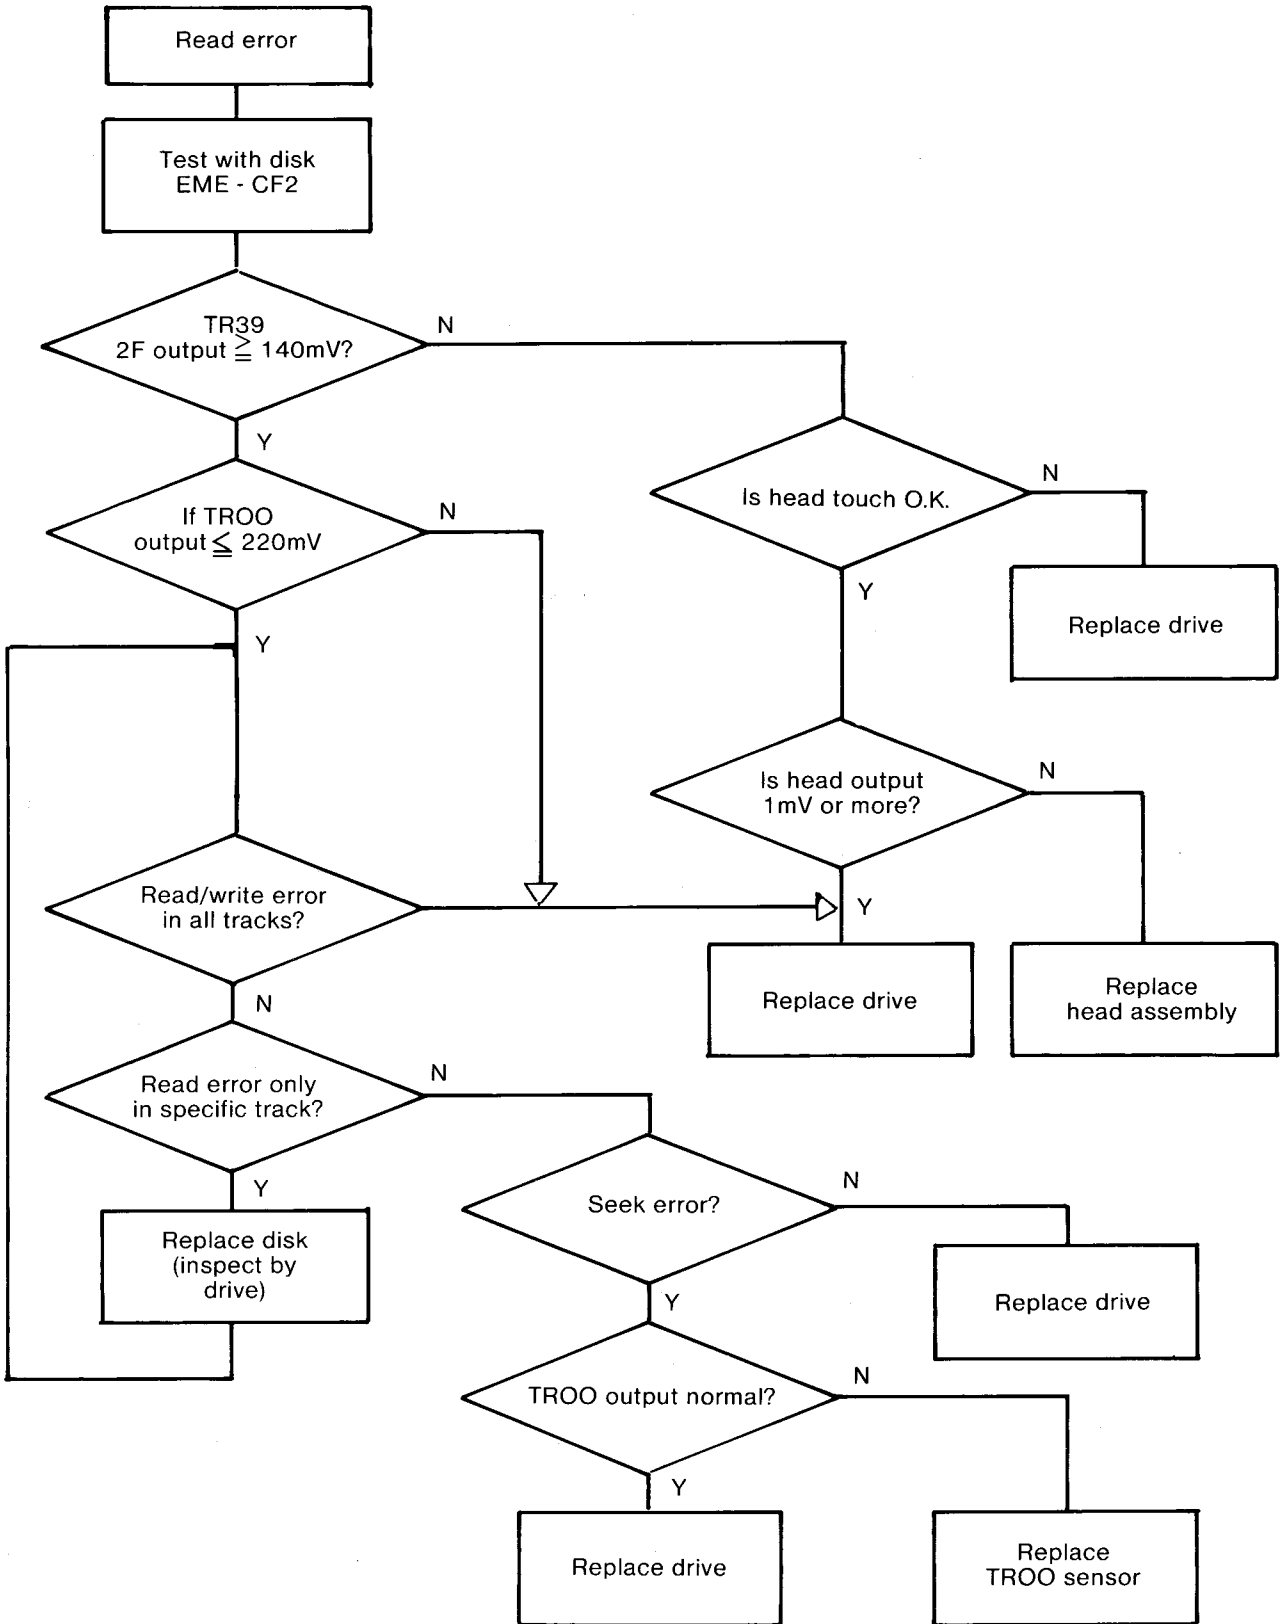 Read error
Test with disk
EME - CF2
TR39
2F output ≧ 140mV?
N
Y
If TROO
output ≦ 220mV
N
Y
Is head touch O.K.
N
Y
Replace drive
Is head output
1mV or more?
N
Y
Read/write error
in all tracks?
N
Replace drive
Replace
head assembly
Read error only
in specific track?
N
Y
Replace disk
(inspect by
drive)
Seek error?
N
Y
Replace drive
TROO output normal?
N
Y
Replace drive
Replace
TROO sensor